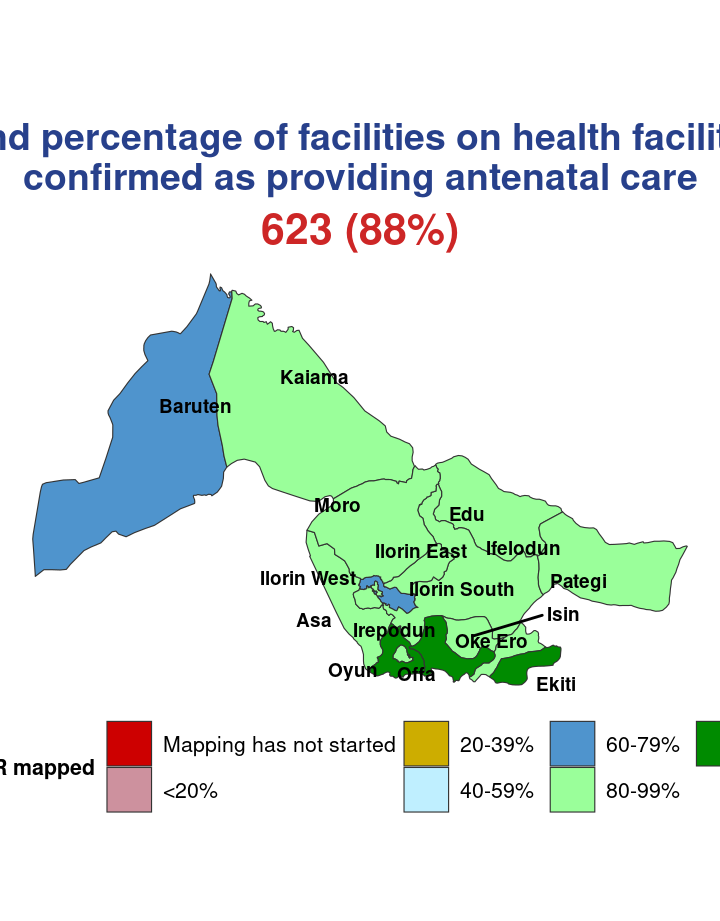 nd percentage of facilities on health facilit
confirmed as providing antenatal care
623 (88%)
Kaiama
Baruten
Moro
Edu
Ilorin East
Ifelodun
Ilorin West
Ilorin South
Pategi
Asa
Isin
Irepodun
Oke Ero
Oyun
Offa
Ekiti
R mapped
Mapping has not started
20-39%
60-79%
<20%
40-59%
80-99%